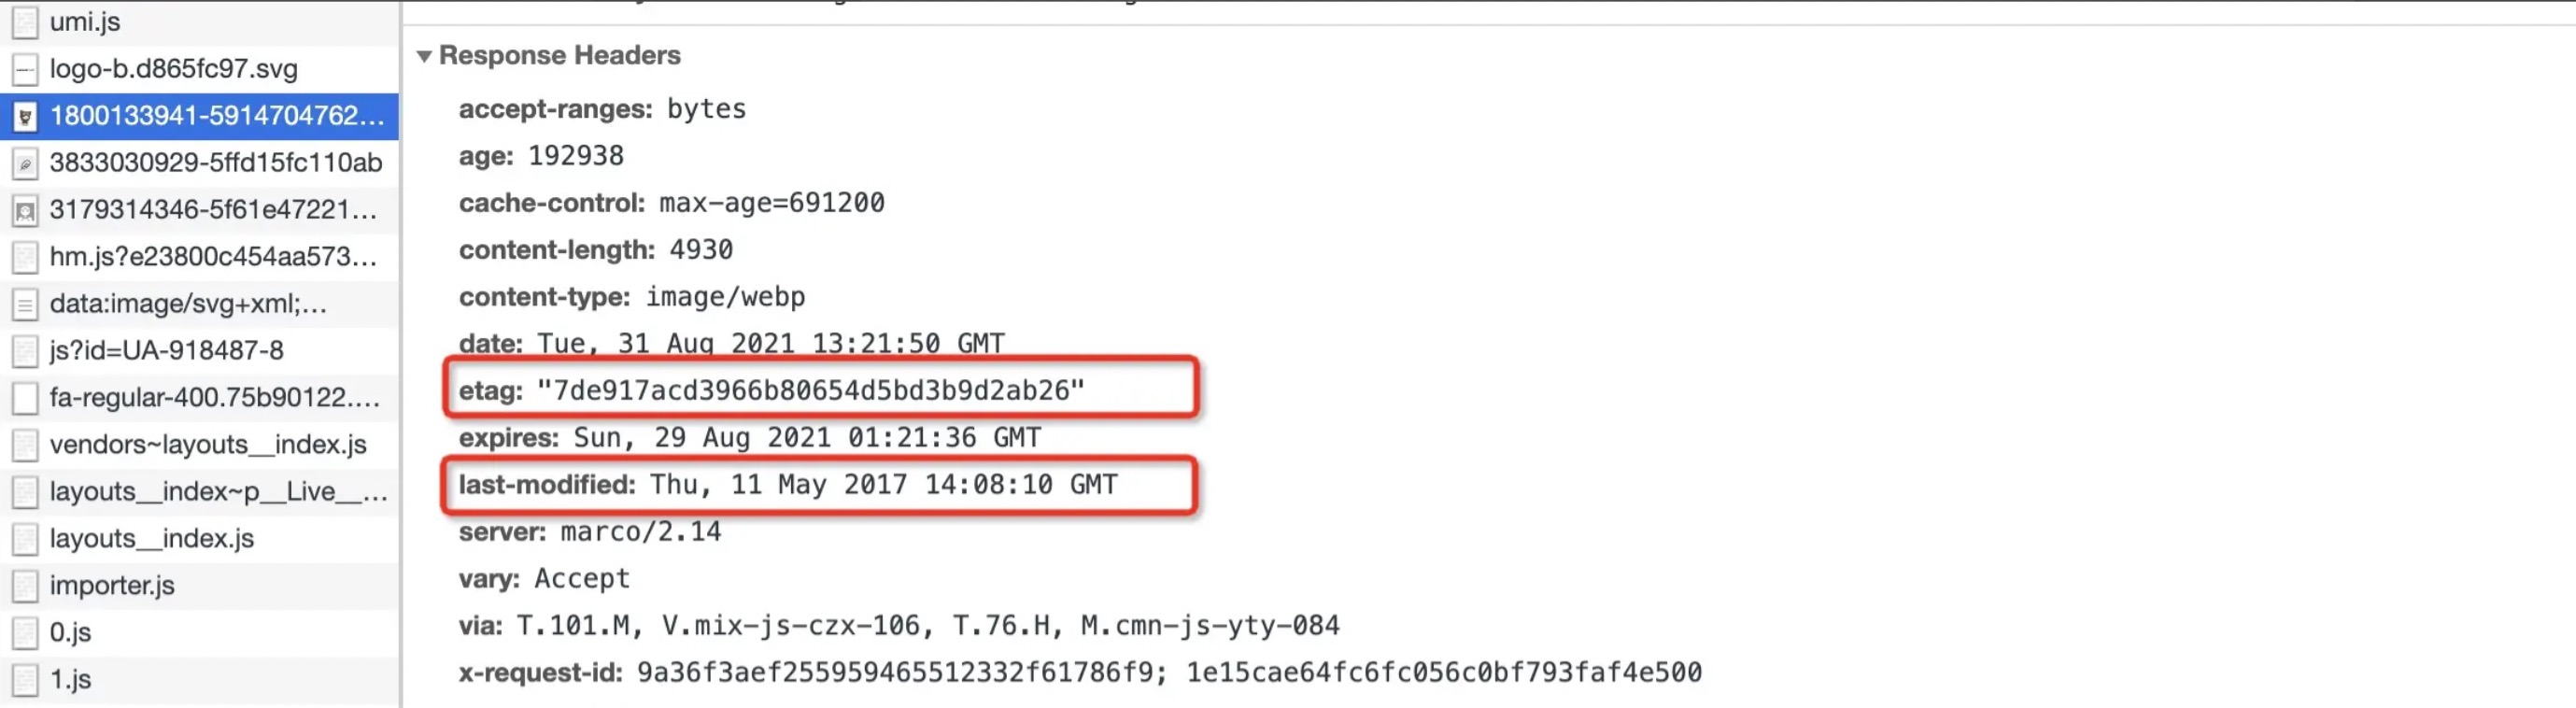 umi.js
logo-b.d865fc97.svg
1800133941-5914704762...
3833030929-5ffd15fc110ab
3179314346-5f61e47221...
hm.js?e23800c454aa573...
data:image/svg+xml;...
js?id=UA-918487-8
fa-regular-400.75b90122....
vendors~layouts__index.js
layouts__index~p__Live__...
layouts__index.js
importer.js
0.js
1.js
Response Headers
accept-ranges: bytes
age: 192938
cache-control: max-age=691200
content-length: 4930
content-type: image/webp
date: Tue, 31 Aug 2021 13:21:50 GMT
etag: "7de917acd3966b80654d5bd3b9d2ab26"
expires: Sun, 29 Aug 2021 01:21:36 GMT
last-modified: Thu, 11 May 2017 14:08:10 GMT
server: marco/2.14
vary: Accept
via: T.101.M, V.mix-js-czx-106, T.76.H, M.cmn-js-yty-084
x-request-id: 9a36f3aef255959465512332f61786f9; 1e15cae64fc6fc056c0bf793faf4e500